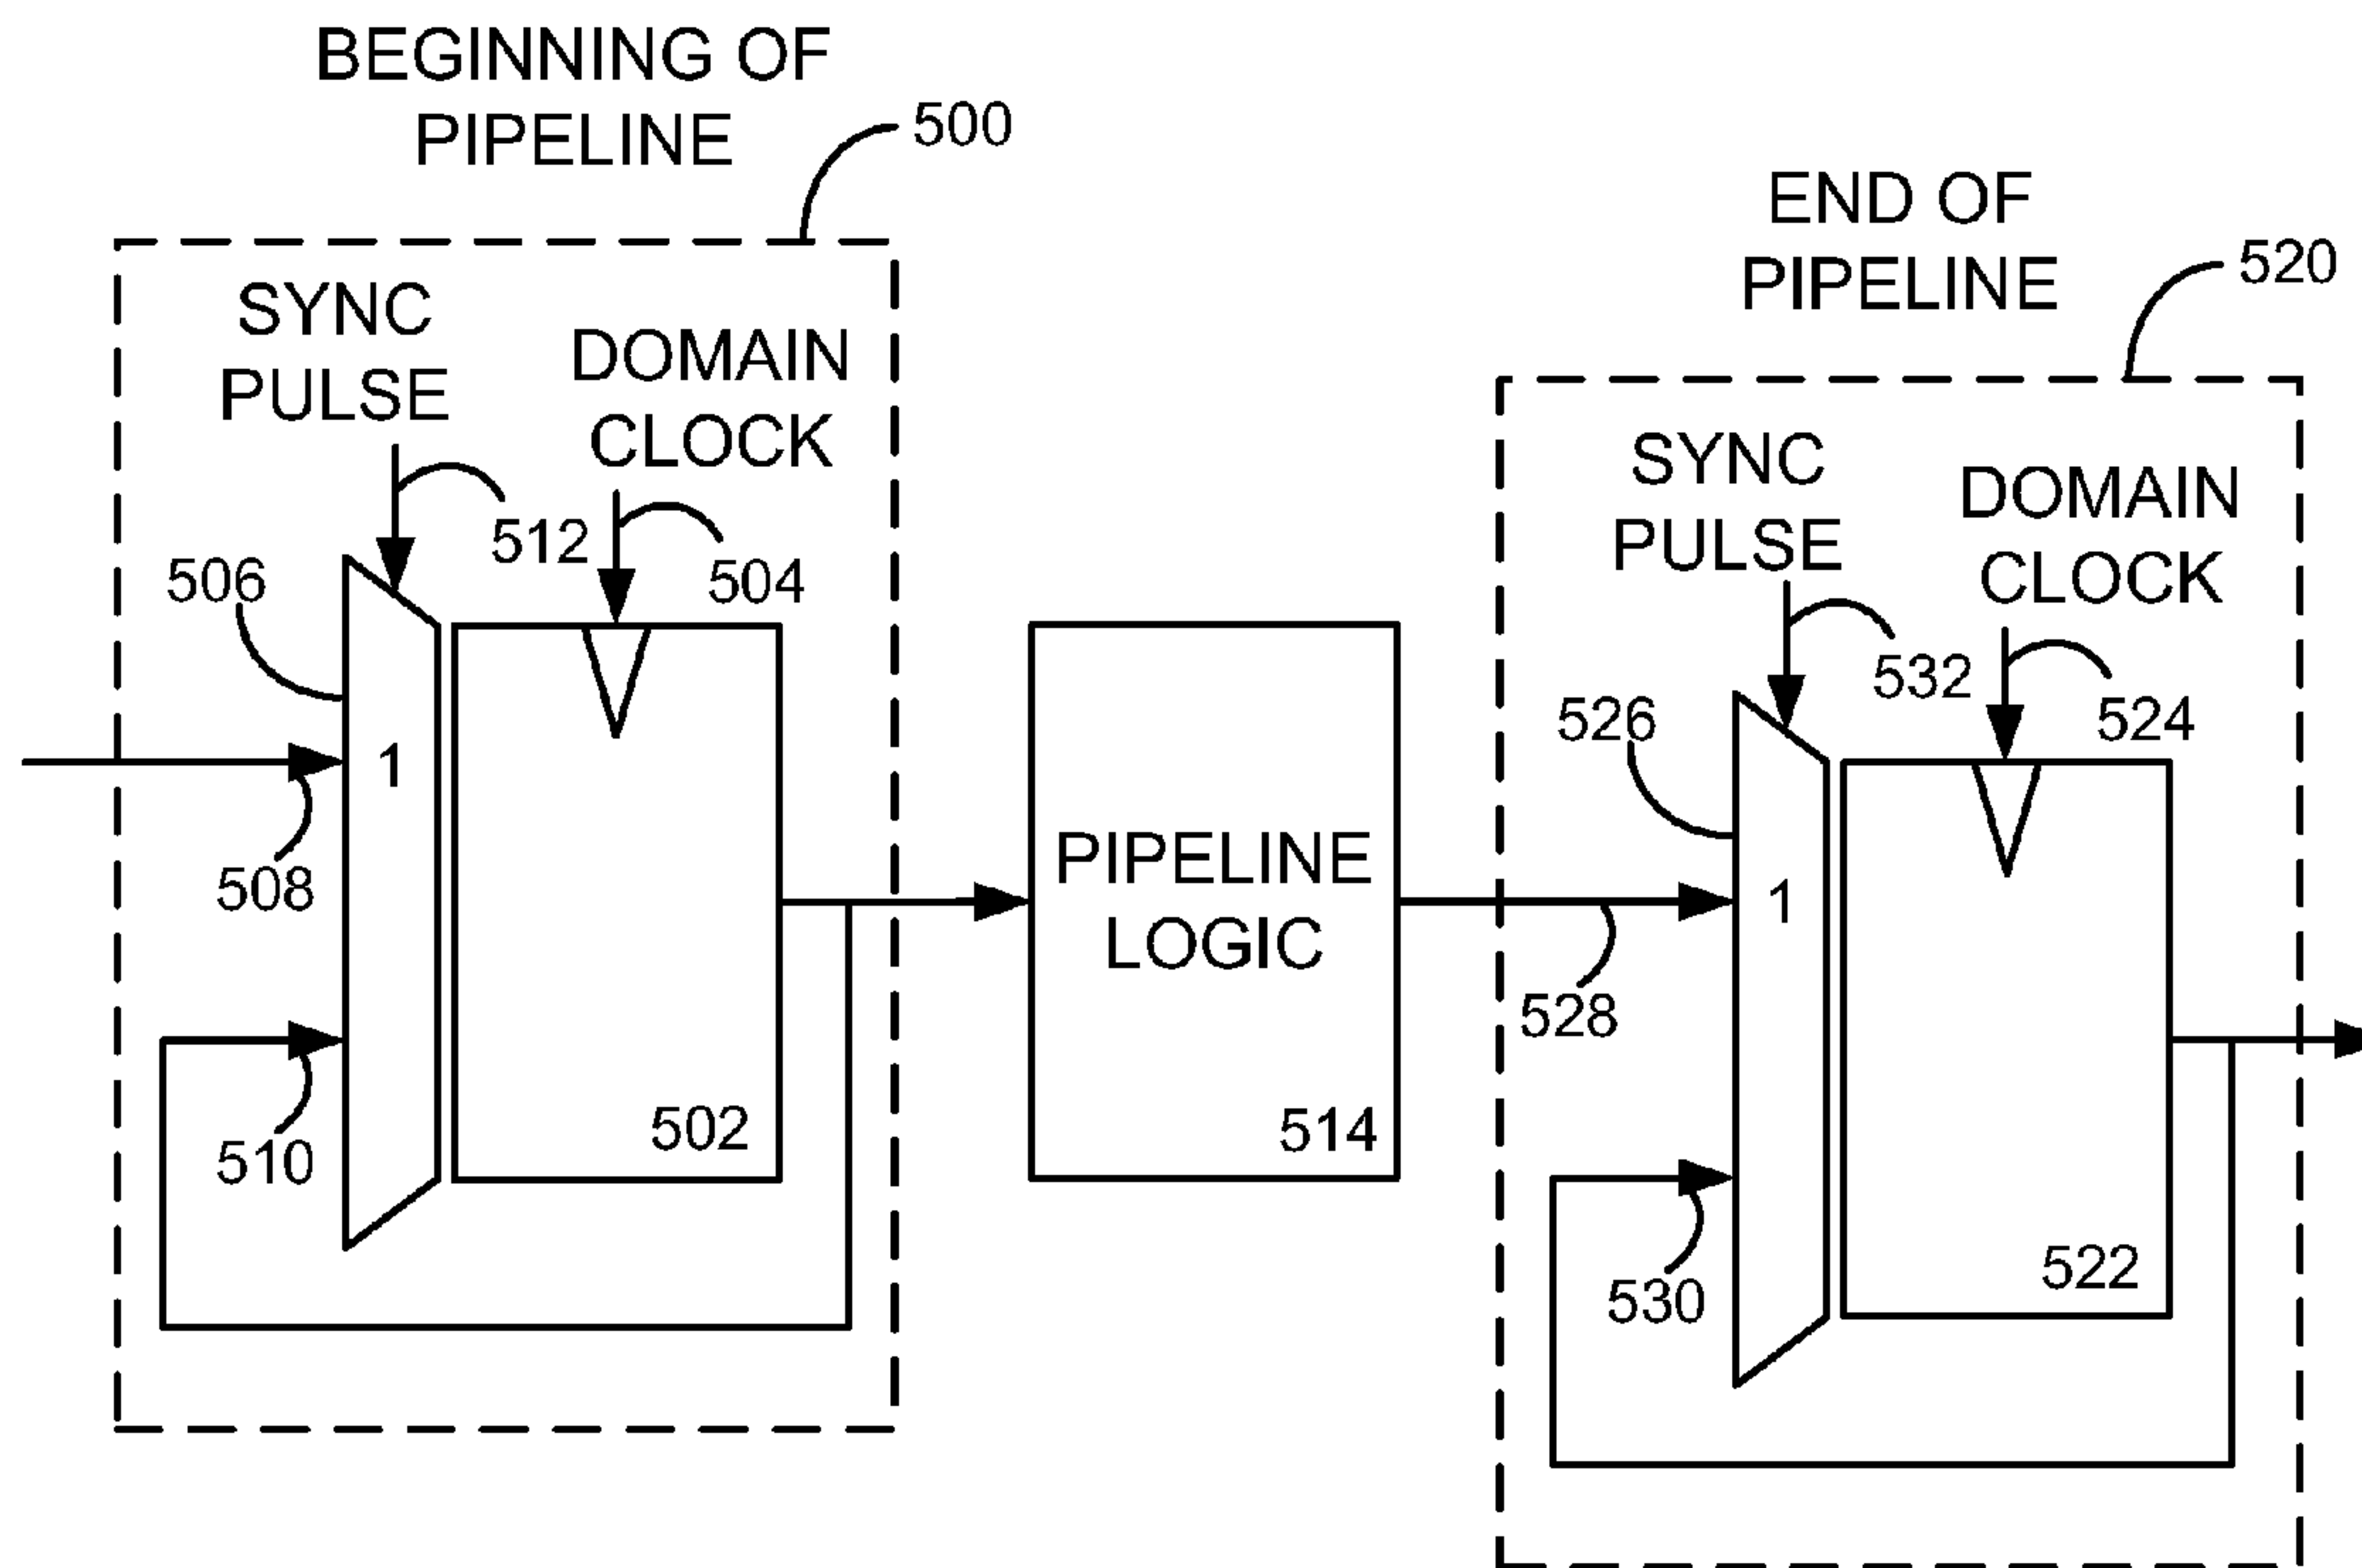 BEGINNING OF
PIPELINE
500
SYNC
PULSE
DOMAIN
CLOCK
512
504
506
1
508
510
502
PIPELINE
LOGIC
514
END OF
PIPELINE
520
SYNC
PULSE
DOMAIN
CLOCK
532
524
526
1
528
530
522